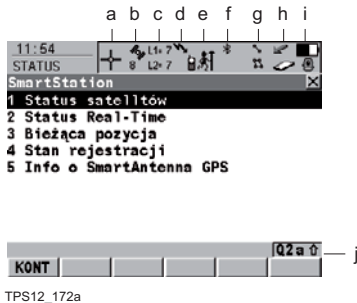 a b c d e f g h i
11:54 L1• 7
STATUS 8 L2• 7
SmartStation
1 Status satelitów
2 Status Real-Time
3 Bieżąca pozycja
4 Stan rejestracji
5 Info o SmartAntenna GPS
Q2a⇧ j
KONT
TPS12_172a